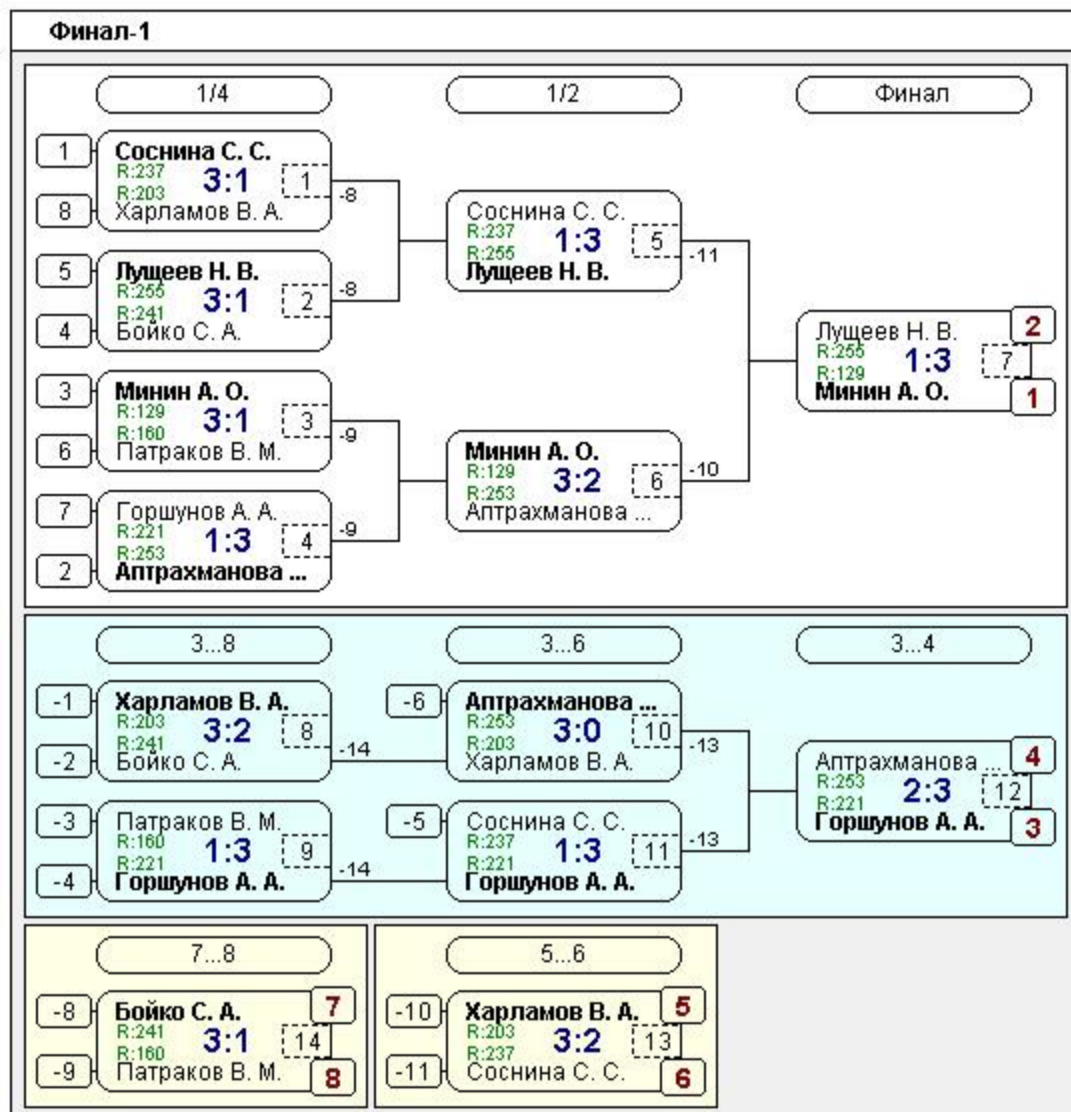 Финал-1
1/4
1/2
Финал
1
Соснина С. С.
R:237
R:203
3:1
1
-8
8
Харламов В. А.
5
Лущеев Н. В.
R:255
R:241
3:1
2
-8
4
Бойко С. А.
3
Минин А. О.
R:129
R:160
3:1
3
-9
6
Патраков В. М.
7
Горшунов А. А.
R:221
R:253
1:3
4
-9
2
Аптрахманова ...
Соснина С. С.
R:237
R:255
1:3
5
-11
Лущеев Н. В.
Минин А. О.
R:129
R:253
3:2
6
-10
Аптрахманова ...
Лущеев Н. В.
2
R:255
R:129
1:3
7
Минин А. О.
1
3...8
3...6
3...4
-1
Харламов В. А.
R:203
R:241
3:2
8
-14
-2
Бойко С. А.
-3
Патраков В. М.
R:160
R:221
1:3
9
-14
-4
Горшунов А. А.
-6
Аптрахманова ...
R:253
R:203
3:0
10
-13
Харламов В. А.
-5
Соснина С. С.
R:237
R:221
1:3
11
-13
Горшунов А. А.
Аптрахманова ...
4
R:253
R:221
2:3
12
Горшунов А. А.
3
7...8
-8
Бойко С. А.
7
R:241
R:160
3:1
14
-9
Патраков В. М.
8
5...6
-10
Харламов В. А.
5
R:203
R:237
3:2
13
-11
Соснина С. С.
6